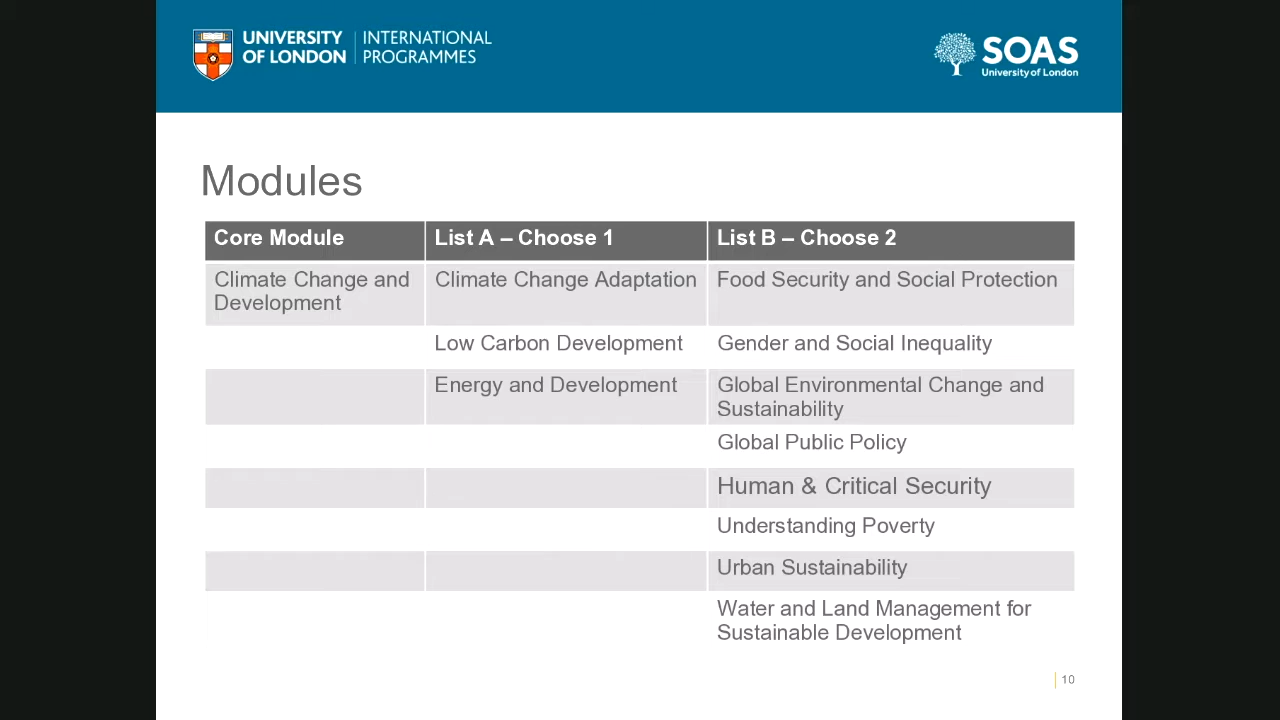 UNIVERSITY OF LONDON
INTERNATIONAL PROGRAMMES
SOAS
University of London
Modules
Core Module
List A – Choose 1
List B – Choose 2
Climate Change and
Development
Climate Change Adaptation
Food Security and Social Protection
Low Carbon Development
Gender and Social Inequality
Energy and Development
Global Environmental Change and
Sustainability
Global Public Policy
Human & Critical Security
Understanding Poverty
Urban Sustainability
Water and Land Management for
Sustainable Development
10